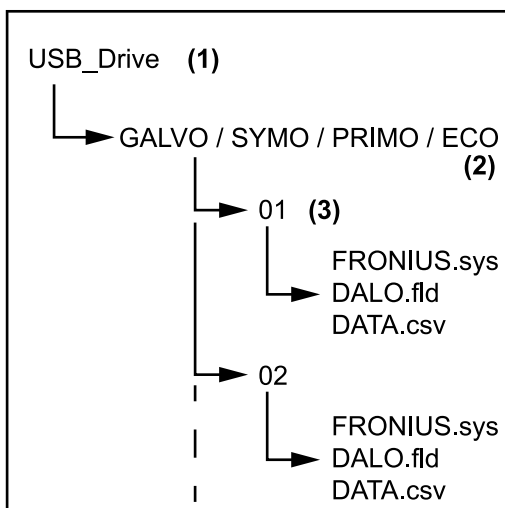 USB_Drive (1)
GALVO / SYMO / PRIMO / ECO
(2)
01 (3)
FRONIUS.sys
DALO.fld
DATA.csv
02
FRONIUS.sys
DALO.fld
DATA.csv